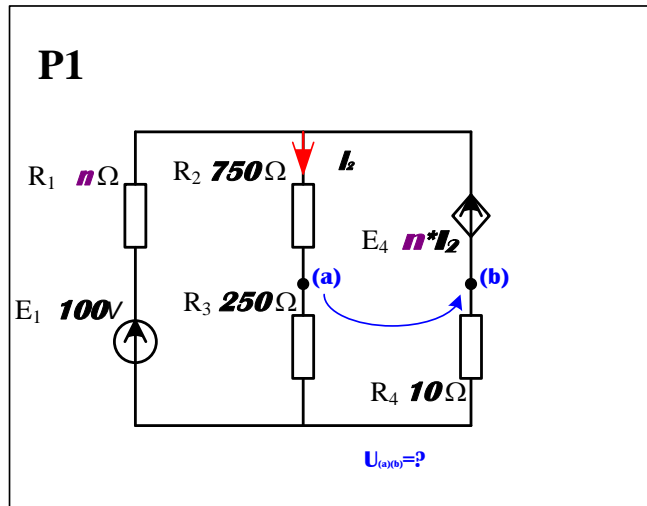 P1
I₂
R₁ nΩ
R₂ 750Ω
E₄ n*I₂
(a)
(b)
E₁ 100V
R₃ 250Ω
R₄ 10Ω
U(a)(b)=?